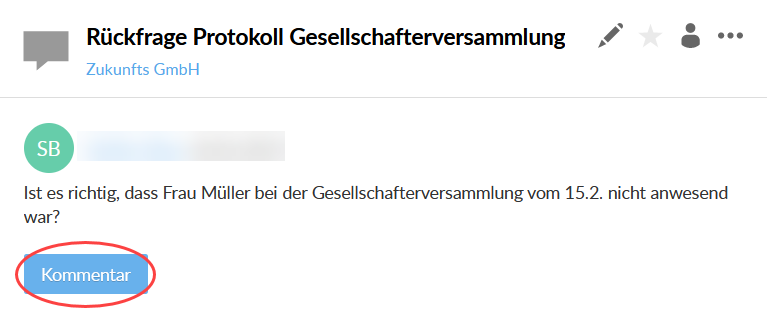 Rückfrage Protokoll Gesellschafterversammlung
Zukunfts GmbH
SB
Ist es richtig, dass Frau Müller bei der Gesellschafterversammlung vom 15.2. nicht anwesend
war?
Kommentar